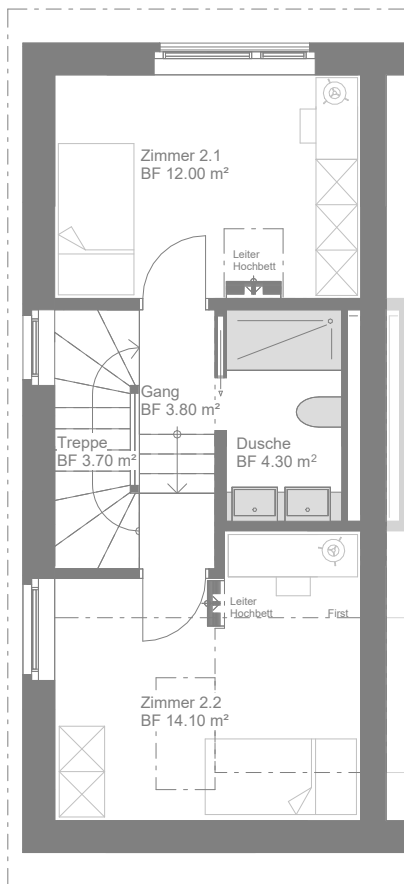 Zimmer 2.1
BF 12.00 m²
Leiter
Hochbett
Gang
BF 3.80 m²
Treppe
BF 3.70 m²
Dusche
BF 4.30 m²
Leiter
Hochbett
First
Zimmer 2.2
BF 14.10 m²